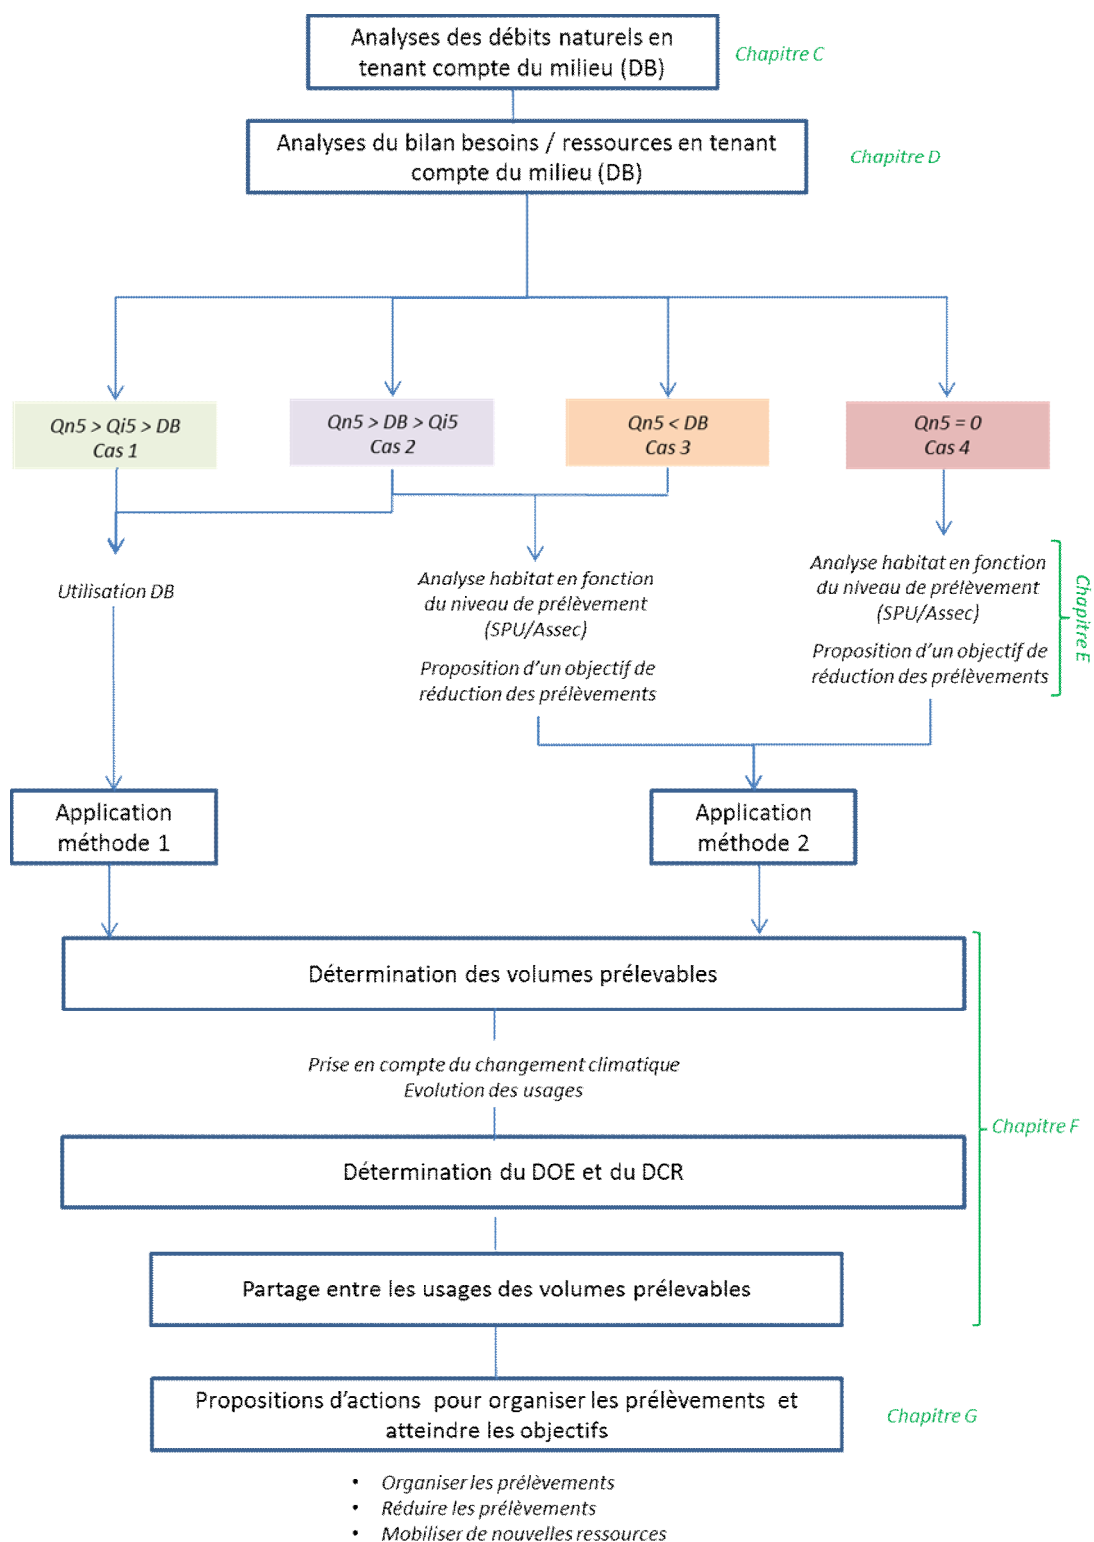 Analyses des débits naturels en
tenant compte du milieu (DB)
Chapitre C
Analyses du bilan besoins / ressources en tenant
compte du milieu (DB)
Chapitre D
Qn5 > Qi5 > DB
Cas 1
Qn5 > DB > Qi5
Cas 2
Qn5 < DB
Cas 3
Qn5 = 0
Cas 4
Utilisation DB
Analyse habitat en fonction
du niveau de prélèvement
(SPU/Assec)
Proposition d'un objectif de
réduction des prélèvements
Analyse habitat en fonction
du niveau de prélèvement
(SPU/Assec)
Proposition d'un objectif de
réduction des prélèvements
Chapitre E
Application
méthode 1
Application
méthode 2
Détermination des volumes prélevables
Prise en compte du changement climatique
Evolution des usages
Chapitre F
Détermination du DOE et du DCR
Partage entre les usages des volumes prélevables
Propositions d'actions pour organiser les prélèvements et
atteindre les objectifs
Chapitre G
• Organiser les prélèvements
• Réduire les prélèvements
• Mobiliser de nouvelles ressources